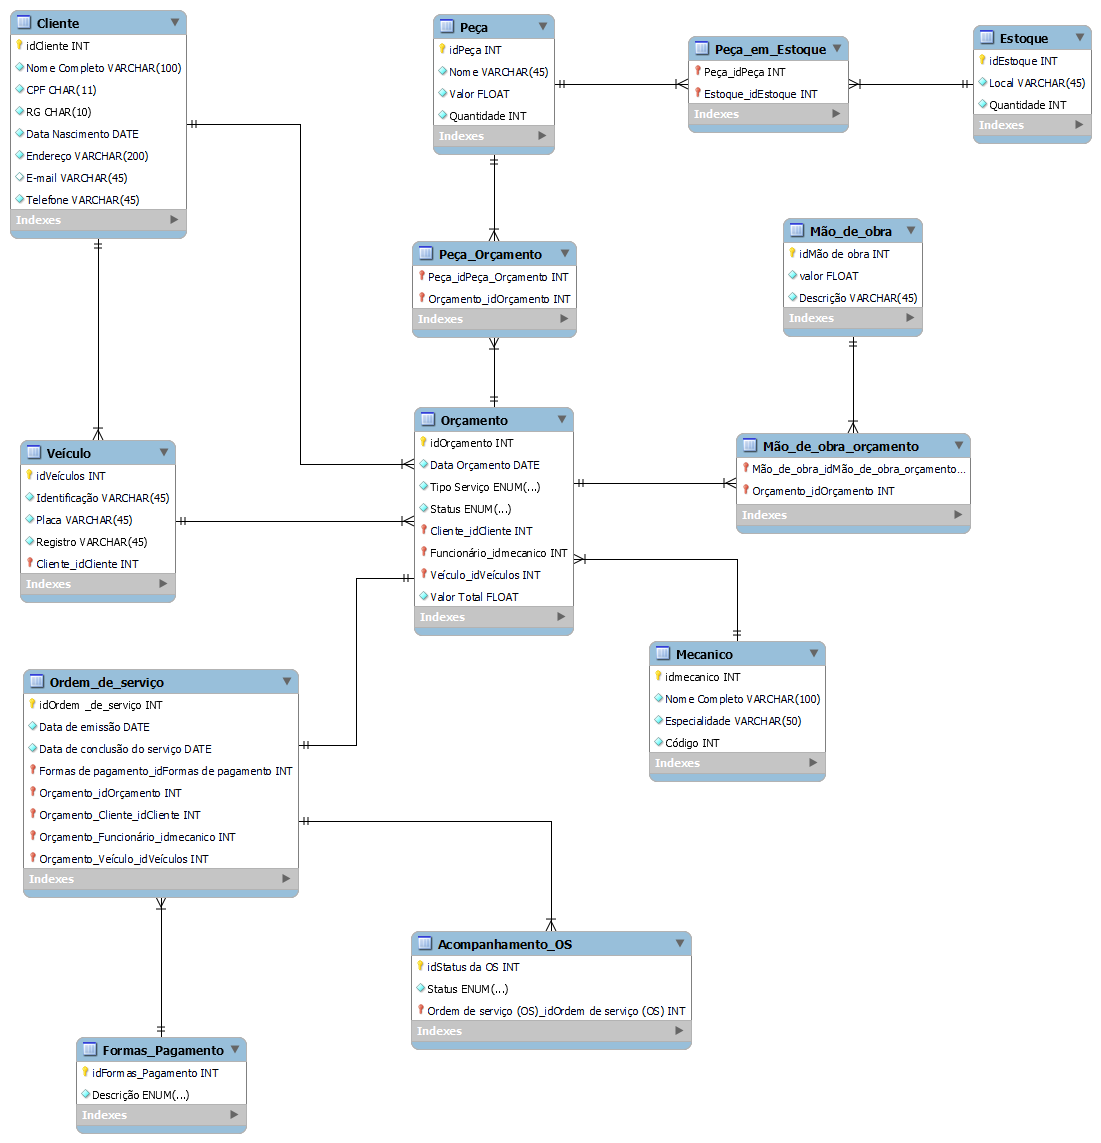 Cliente
idCliente INT
Nome Completo VARCHAR(100)
CPF CHAR(11)
RG CHAR(10)
Data Nascimento DATE
Endereço VARCHAR(200)
E-mail VARCHAR(45)
Telefone VARCHAR(45)
Indexes
Peça
idPeça INT
Nome VARCHAR(45)
Valor FLOAT
Quantidade INT
Indexes
Peça_em_Estoque
Peça_idPeça INT
Estoque_idEstoque INT
Indexes
Estoque
idEstoque INT
Local VARCHAR(45)
Quantidade INT
Indexes
Peça_Orçamento
Peça_idPeça_Orçamento INT
Orçamento_idOrçamento INT
Indexes
Mão_de_obra
idMão de obra INT
valor FLOAT
Descrição VARCHAR(45)
Indexes
Veículo
idVeículos INT
Identificação VARCHAR(45)
Placa VARCHAR(45)
Registro VARCHAR(45)
Cliente_idCliente INT
Indexes
Orçamento
idOrçamento INT
Data Orçamento DATE
Tipo Serviço ENUM(...)
Status ENUM(...)
Cliente_idCliente INT
Funcionário_idmecanico INT
Veículo_idVeículos INT
Valor Total FLOAT
Indexes
Mão_de_obra_orçamento
Mão_de_obra_idMão_de_obra_orçamento...
Orçamento_idOrçamento INT
Indexes
Mecanico
idmecanico INT
Nome Completo VARCHAR(100)
Especialidade VARCHAR(50)
Código INT
Indexes
Ordem_de_serviço
idOrdem _de_serviço INT
Data de emissão DATE
Data de conclusão do serviço DATE
Formas de pagamento_idFormas de pagamento INT
Orçamento_idOrçamento INT
Orçamento_Cliente_idCliente INT
Orçamento_Funcionário_idmecanico INT
Orçamento_Veículo_idVeículos INT
Indexes
Acompanhamento_OS
idStatus da OS INT
Status ENUM(...)
Ordem de serviço (OS)_idOrdem de serviço (OS) INT
Indexes
Formas_Pagamento
idFormas_Pagamento INT
Descrição ENUM(...)
Indexes